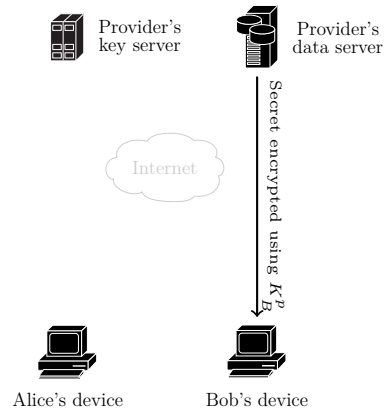 Provider's
key server
Provider's
data server
Internet
Secret encrypted using $K_B^p$
Alice's device
Bob's device